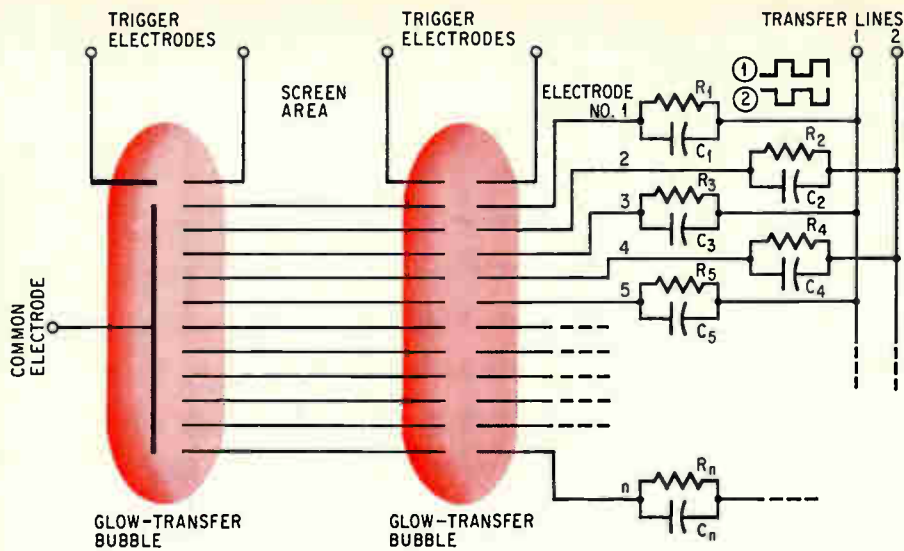 TRIGGER
ELECTRODES
TRIGGER
ELECTRODES
TRANSFER LINES
1 2
SCREEN
AREA
ELECTRODE
NO. 1
1
2
R1
C1
2
R2
C2
3
R3
C3
4
R4
C4
5
R5
C5
COMMON
ELECTRODE
n
Rn
Cn
GLOW-TRANSFER
BUBBLE
GLOW-TRANSFER
BUBBLE